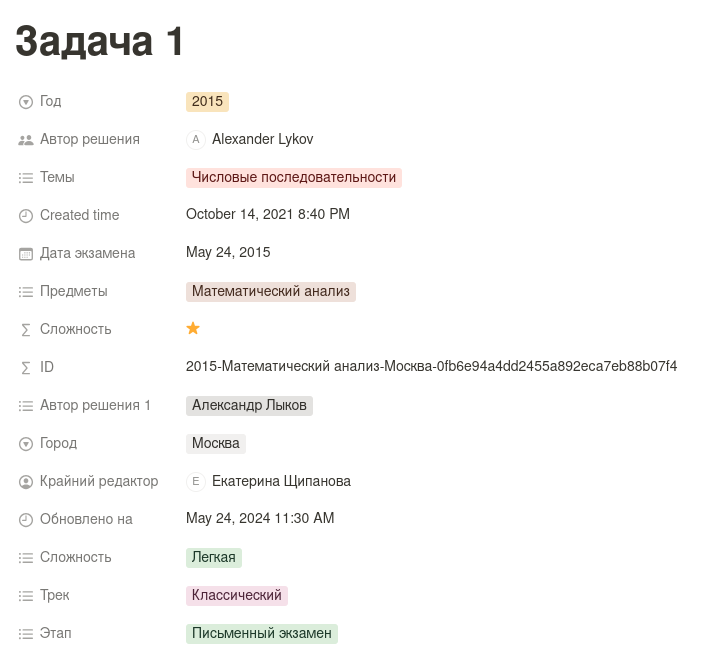 Задача 1
Год 2015
Автор решения A Alexander Lykov
Темы Числовые последовательности
Created time October 14, 2021 8:40 PM
Дата экзамена May 24, 2015
Предметы Математический анализ
Сложность
ID 2015-Математический анализ-Москва-0fb6e94a4dd2455a892eca7eb88b07f4
Автор решения 1 Александр Лыков
Город Москва
Крайний редактор E Екатерина Щипанова
Обновлено на May 24, 2024 11:30 AM
Сложность Легкая
Трек Классический
Этап Письменный экзамен